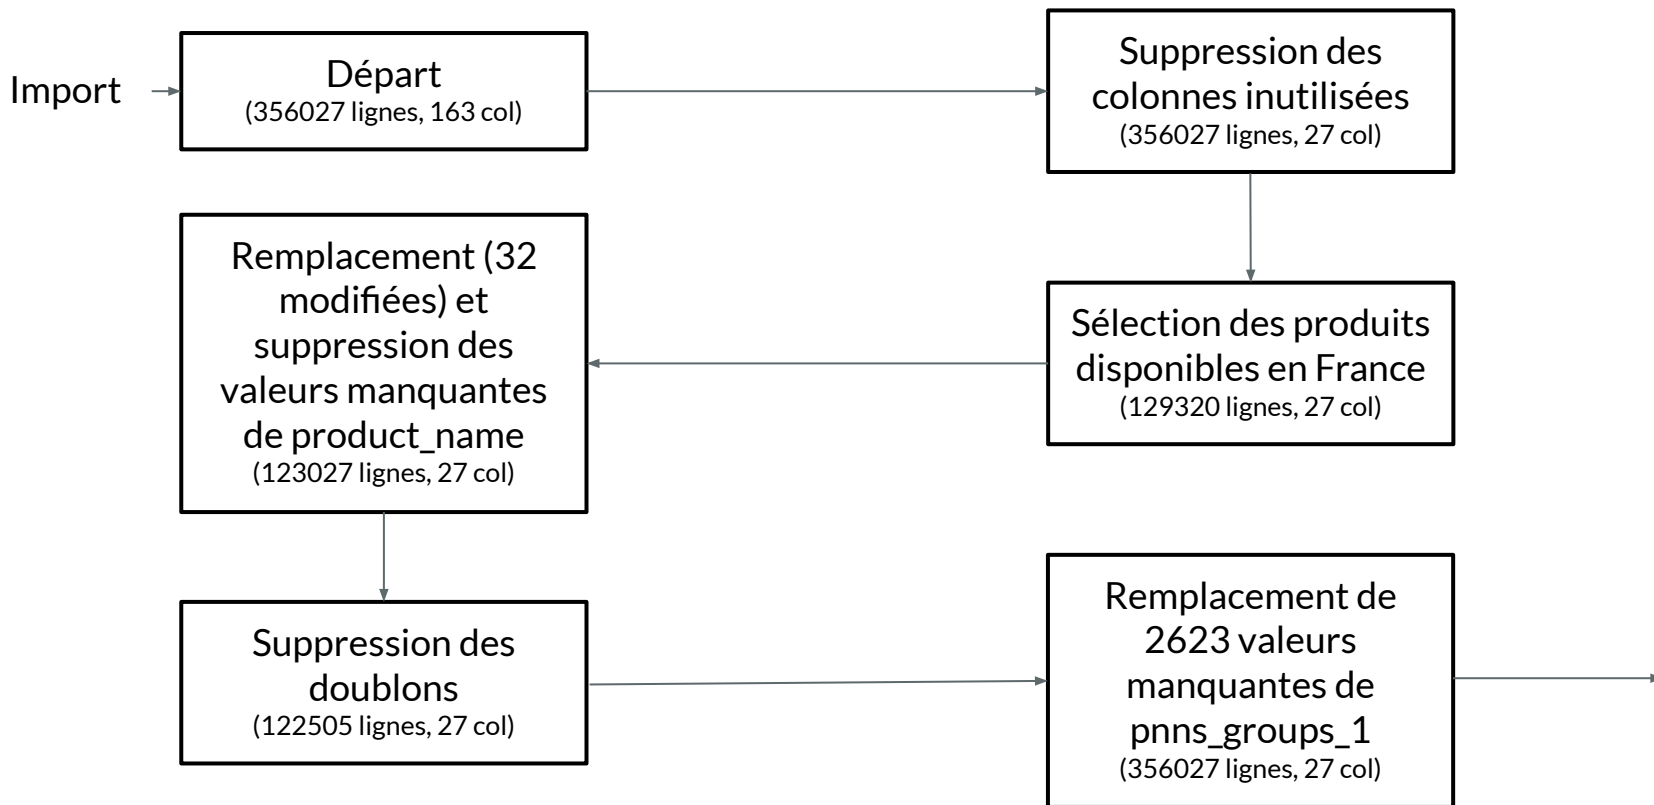 Import
Départ
(356027 lignes, 163 col)
Suppression des
colonnes inutilisées
(356027 lignes, 27 col)
Sélection des produits
disponibles en France
(129320 lignes, 27 col)
Remplacement (32
modifiées) et
suppression des
valeurs manquantes
de product_name
(123027 lignes, 27 col)
Suppression des
doublons
(122505 lignes, 27 col)
Remplacement de
2623 valeurs
manquantes de
pnns_groups_1
(356027 lignes, 27 col)